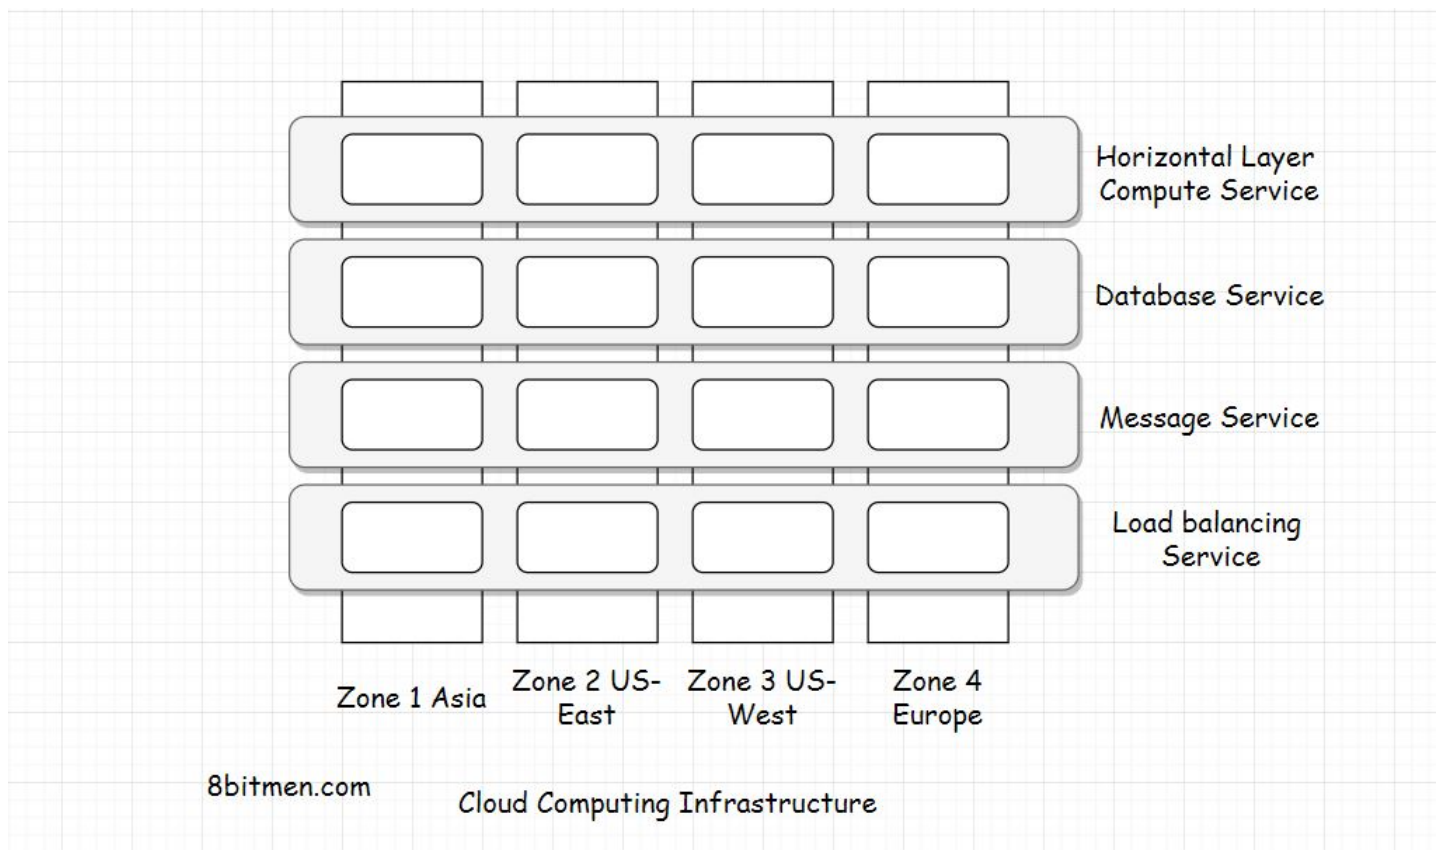 Horizontal Layer
Compute Service
Database Service
Message Service
Load balancing
Service
Zone 1 Asia
Zone 2 US-
East
Zone 3 US-
West
Zone 4
Europe
8bitmen.com
Cloud Computing Infrastructure